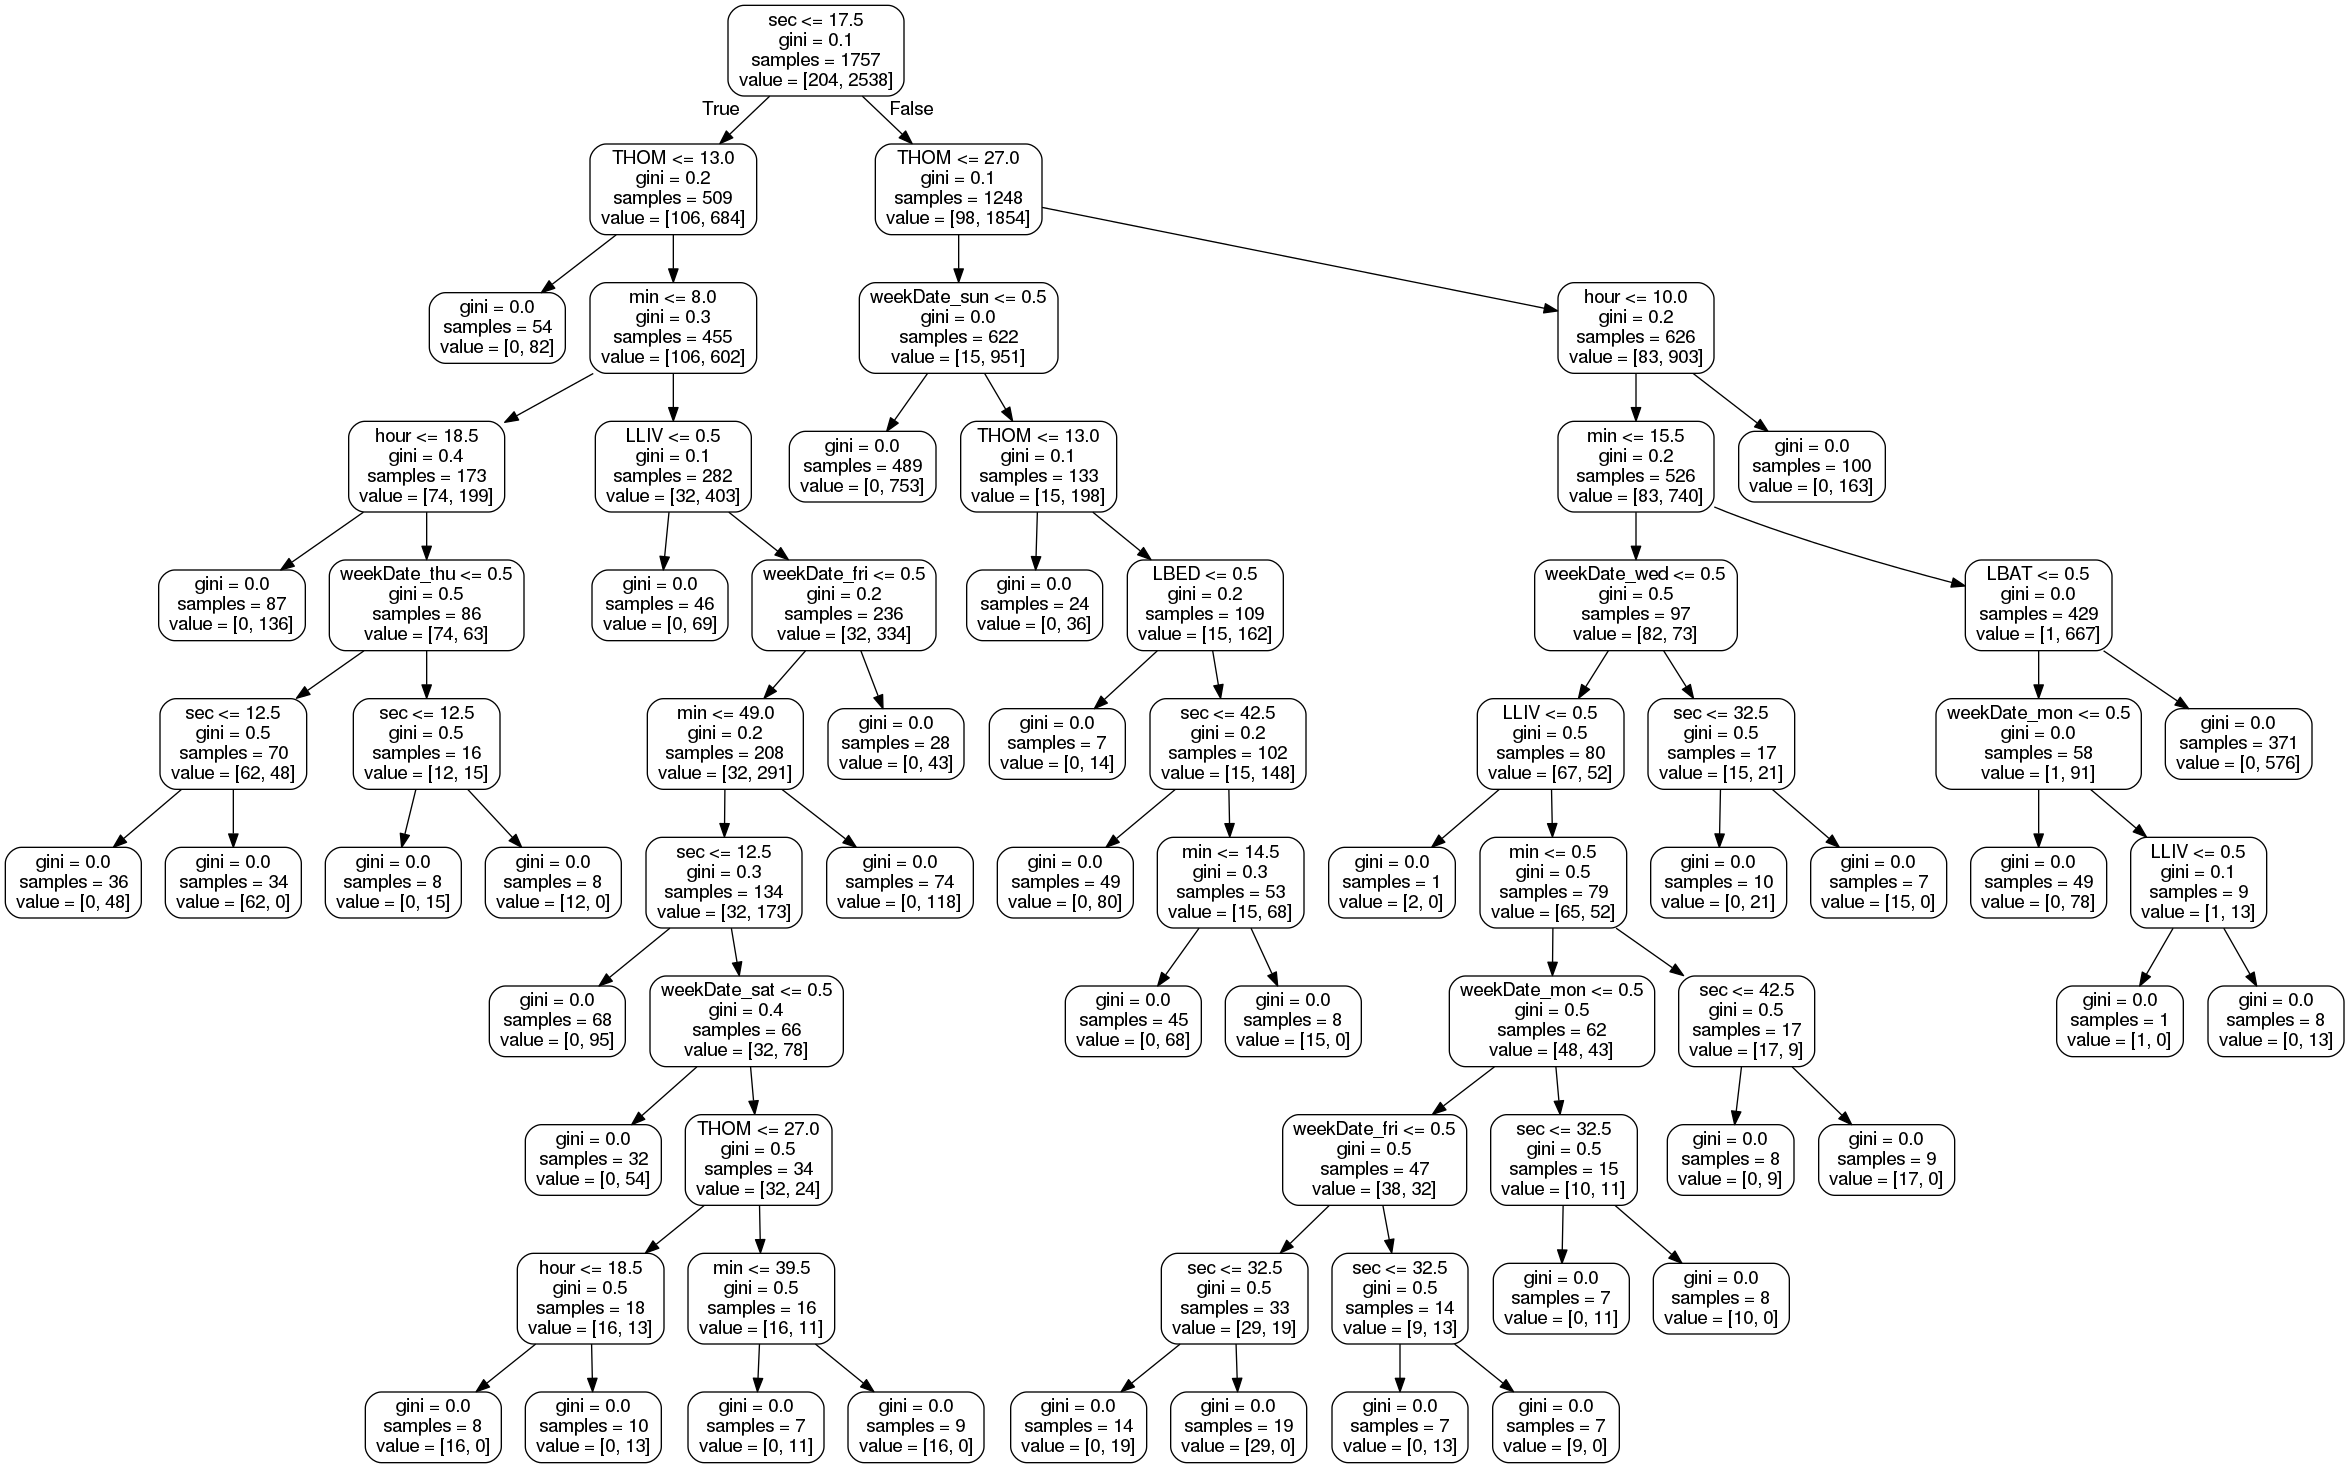 sec <= 17.5
gini = 0.1
samples = 1757
value = [204, 2538]
True
False
THOM <= 13.0
gini = 0.2
samples = 509
value = [106, 684]
THOM <= 27.0
gini = 0.1
samples = 1248
value = [98, 1854]
gini = 0.0
samples = 54
value = [0, 82]
min <= 8.0
gini = 0.3
samples = 455
value = [106, 602]
weekDate_sun <= 0.5
gini = 0.0
samples = 622
value = [15, 951]
hour <= 10.0
gini = 0.2
samples = 626
value = [83, 903]
hour <= 18.5
gini = 0.4
samples = 173
value = [74, 199]
LLIV <= 0.5
gini = 0.1
samples = 282
value = [32, 403]
gini = 0.0
samples = 489
value = [0, 753]
THOM <= 13.0
gini = 0.1
samples = 133
value = [15, 198]
min <= 15.5
gini = 0.2
samples = 526
value = [83, 740]
gini = 0.0
samples = 100
value = [0, 163]
gini = 0.0
samples = 87
value = [0, 136]
weekDate_thu <= 0.5
gini = 0.5
samples = 86
value = [74, 63]
gini = 0.0
samples = 46
value = [0, 69]
weekDate_fri <= 0.5
gini = 0.2
samples = 236
value = [32, 334]
gini = 0.0
samples = 24
value = [0, 36]
LBED <= 0.5
gini = 0.2
samples = 109
value = [15, 162]
weekDate_wed <= 0.5
gini = 0.5
samples = 97
value = [82, 73]
LBAT <= 0.5
gini = 0.0
samples = 429
value = [1, 667]
sec <= 12.5
gini = 0.5
samples = 70
value = [62, 48]
sec <= 12.5
gini = 0.5
samples = 16
value = [12, 15]
min <= 49.0
gini = 0.2
samples = 208
value = [32, 291]
gini = 0.0
samples = 28
value = [0, 43]
gini = 0.0
samples = 7
value = [0, 14]
sec <= 42.5
gini = 0.2
samples = 102
value = [15, 148]
LLIV <= 0.5
gini = 0.5
samples = 80
value = [67, 52]
sec <= 32.5
gini = 0.5
samples = 17
value = [15, 21]
weekDate_mon <= 0.5
gini = 0.0
samples = 58
value = [1, 91]
gini = 0.0
samples = 371
value = [0, 576]
gini = 0.0
samples = 36
value = [0, 48]
gini = 0.0
samples = 34
value = [62, 0]
gini = 0.0
samples = 8
value = [0, 15]
gini = 0.0
samples = 8
value = [12, 0]
sec <= 12.5
gini = 0.3
samples = 134
value = [32, 173]
gini = 0.0
samples = 74
value = [0, 118]
gini = 0.0
samples = 49
value = [0, 80]
min <= 14.5
gini = 0.3
samples = 53
value = [15, 68]
gini = 0.0
samples = 1
value = [2, 0]
min <= 0.5
gini = 0.5
samples = 79
value = [65, 52]
gini = 0.0
samples = 10
value = [0, 21]
gini = 0.0
samples = 7
value = [15, 0]
gini = 0.0
samples = 49
value = [0, 78]
LLIV <= 0.5
gini = 0.1
samples = 9
value = [1, 13]
gini = 0.0
samples = 68
value = [0, 95]
weekDate_sat <= 0.5
gini = 0.4
samples = 66
value = [32, 78]
gini = 0.0
samples = 45
value = [0, 68]
gini = 0.0
samples = 8
value = [15, 0]
weekDate_mon <= 0.5
gini = 0.5
samples = 62
value = [48, 43]
sec <= 42.5
gini = 0.5
samples = 17
value = [17, 9]
gini = 0.0
samples = 1
value = [1, 0]
gini = 0.0
samples = 8
value = [0, 13]
gini = 0.0
samples = 32
value = [0, 54]
THOM <= 27.0
gini = 0.5
samples = 34
value = [32, 24]
weekDate_fri <= 0.5
gini = 0.5
samples = 47
value = [38, 32]
sec <= 32.5
gini = 0.5
samples = 15
value = [10, 11]
gini = 0.0
samples = 8
value = [0, 9]
gini = 0.0
samples = 9
value = [17, 0]
hour <= 18.5
gini = 0.5
samples = 18
value = [16, 13]
min <= 39.5
gini = 0.5
samples = 16
value = [16, 11]
sec <= 32.5
gini = 0.5
samples = 33
value = [29, 19]
sec <= 32.5
gini = 0.5
samples = 14
value = [9, 13]
gini = 0.0
samples = 7
value = [0, 11]
gini = 0.0
samples = 8
value = [10, 0]
gini = 0.0
samples = 8
value = [16, 0]
gini = 0.0
samples = 10
value = [0, 13]
gini = 0.0
samples = 7
value = [0, 11]
gini = 0.0
samples = 9
value = [16, 0]
gini = 0.0
samples = 14
value = [0, 19]
gini = 0.0
samples = 19
value = [29, 0]
gini = 0.0
samples = 7
value = [0, 13]
gini = 0.0
samples = 7
value = [9, 0]